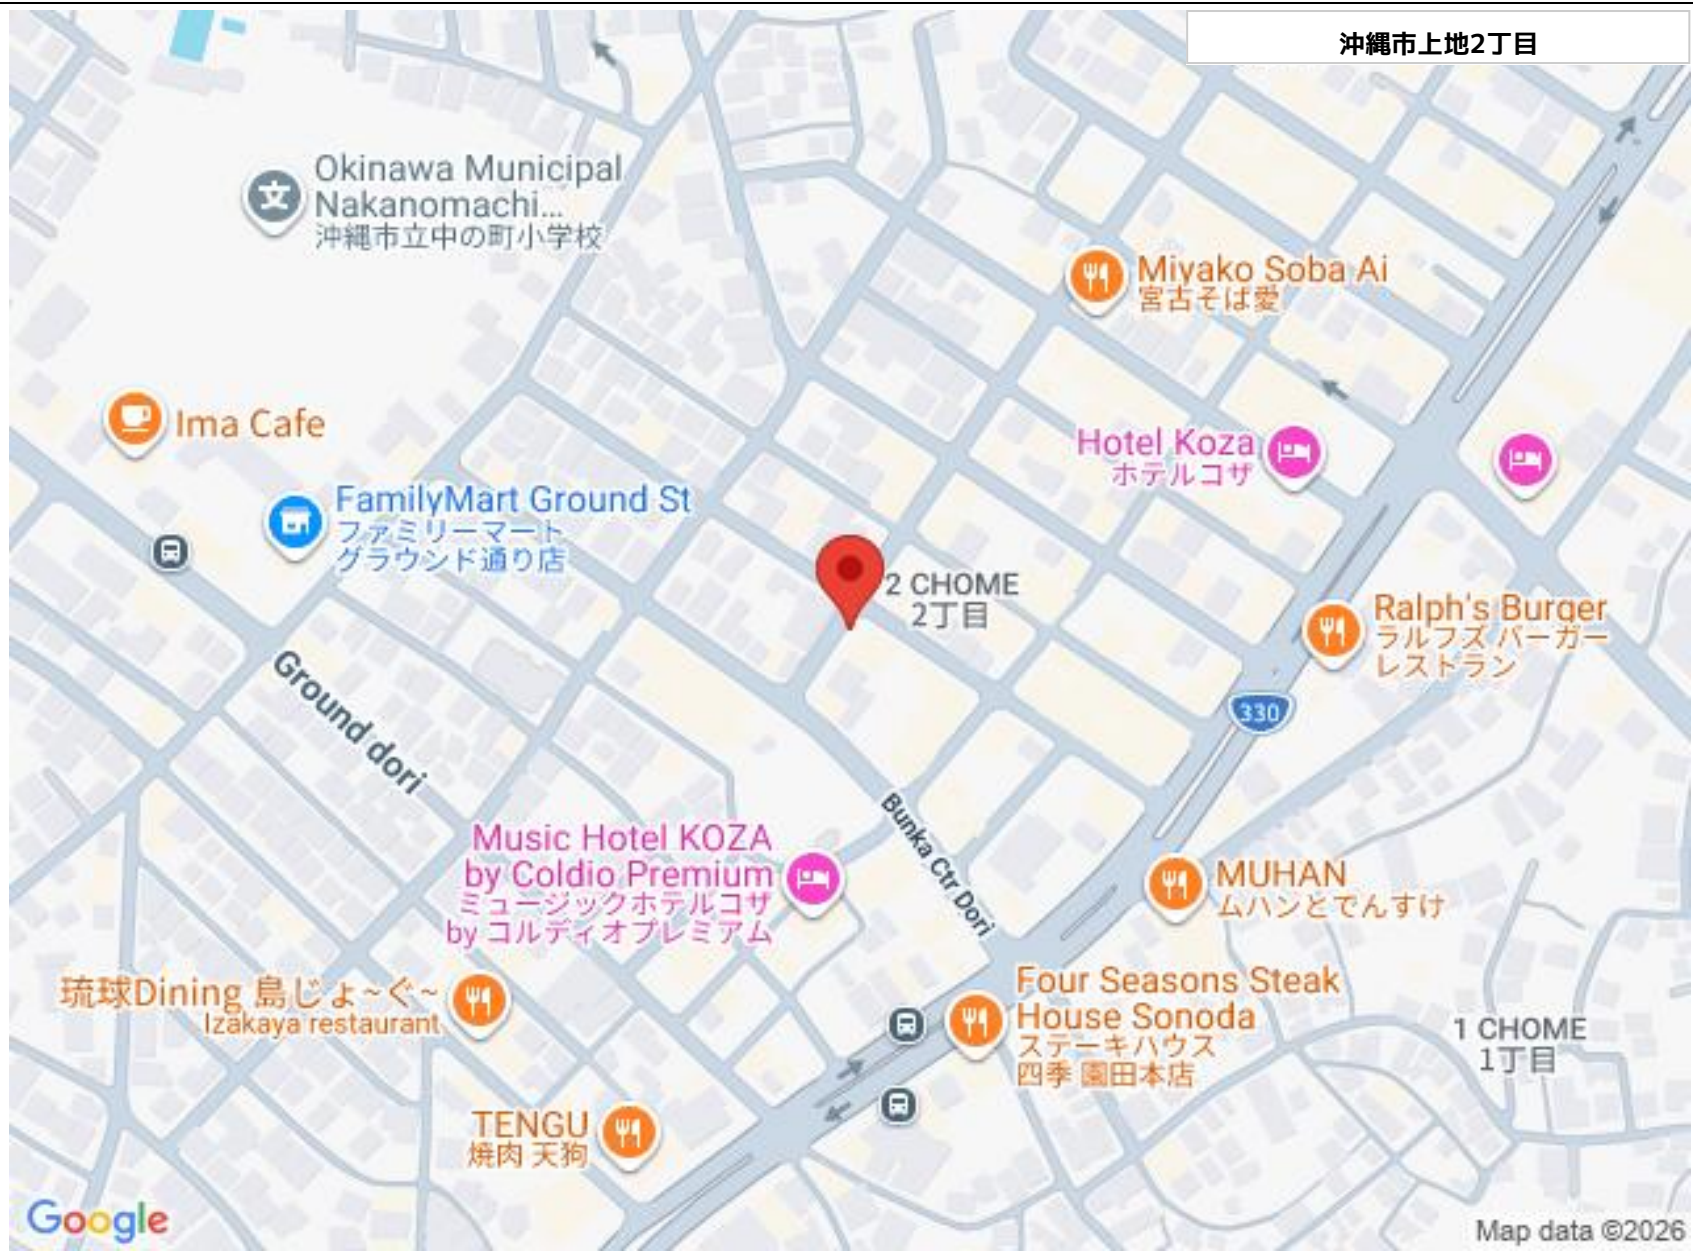 沖縄市上地2丁目
Okinawa Municipal
Nakanomachi...
沖縄市立中の町小学校
Miyako Soba Ai
宮古そば愛
Ima Cafe
Hotel Koza
ホテルコザ
FamilyMart Ground St
ファミリーマート
グラウンド通り店
2 CHOME
2丁目
Ralph's Burger
ラルフズ バーガー
レストラン
Ground dori
330
Bunka Ctr Dori
Music Hotel KOZA
by Coldio Premium
ミュージックホテルコザ
by コルディオプレミアム
MUHAN
ムハンとでんすけ
琉球Dining 島じょ~ぐ~
Izakaya restaurant
Four Seasons Steak
House Sonoda
ステーキハウス
四季 園田本店
1 CHOME
1丁目
TENGU
焼肉 天狗
Google
Map data ©2026